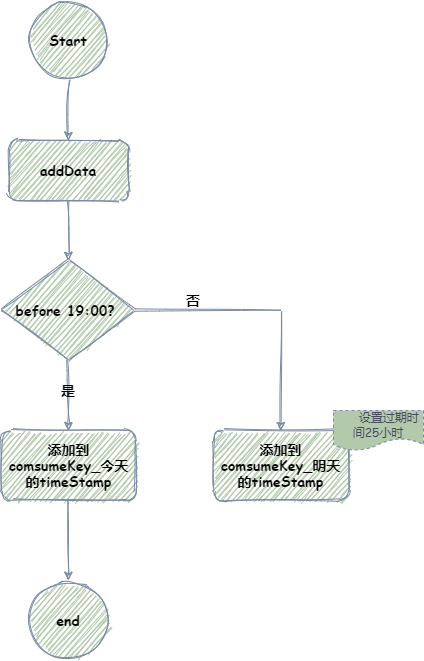 Start
addData
before 19:00?
否
是
设置过期时
间25小时
添加到
comsumeKey_今天
的timeStamp
添加到
comsumeKey_明天
的timeStamp
end